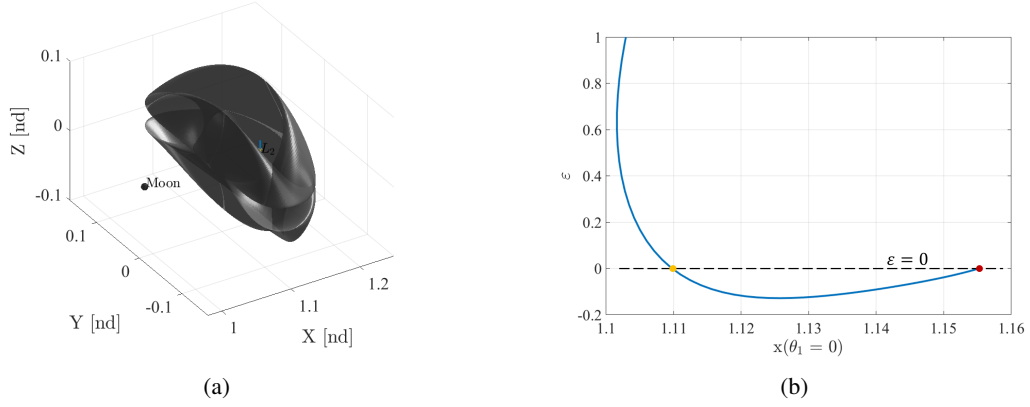 0.1
0
-0.1
Z [nd]
Moon
L₂
0.1
0
-0.1
Y [nd]
1
1.1
1.2
X [nd]
(a)
1
0.8
0.6
0.4
0.2
0
-0.2
ε
ε = 0
1.1
1.11
1.12
1.13
1.14
1.15
1.16
x(θ₁ = 0)
(b)